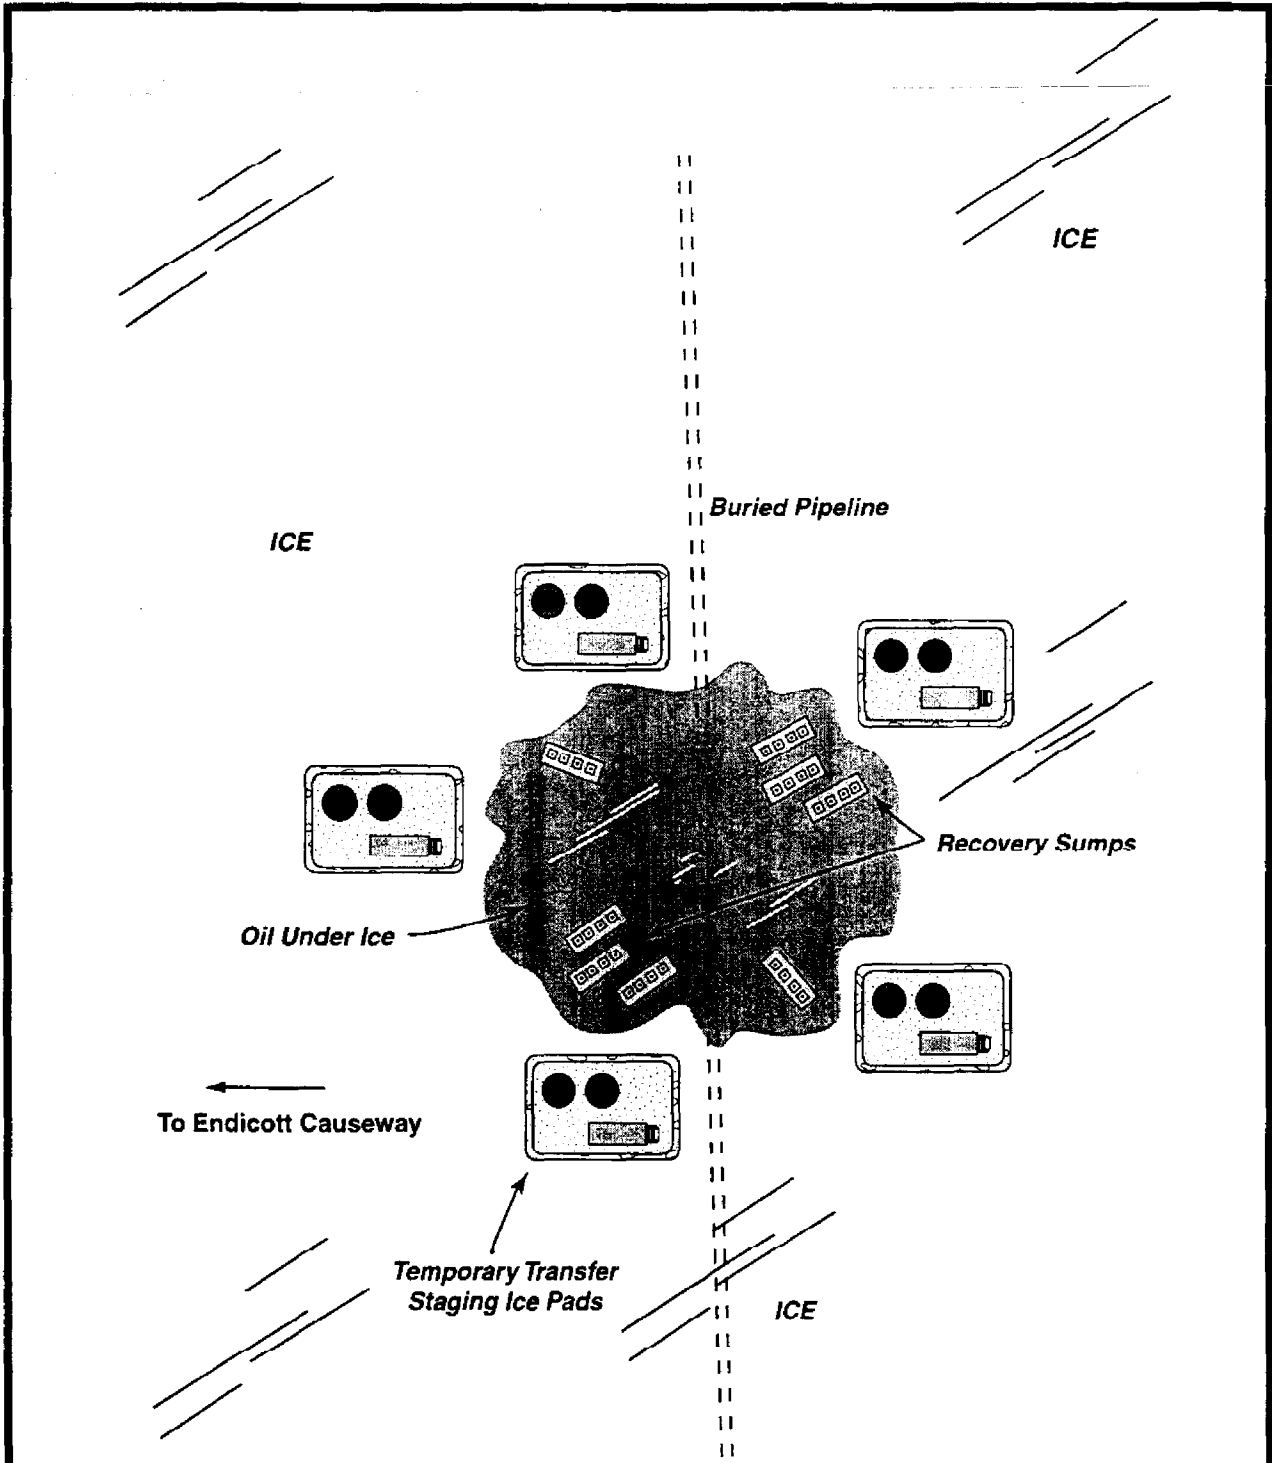 ICE
Buried Pipeline
ICE
Recovery Sumps
Oil Under Ice
To Endicott Causeway
Temporary Transfer
Staging Ice Pads
ICE